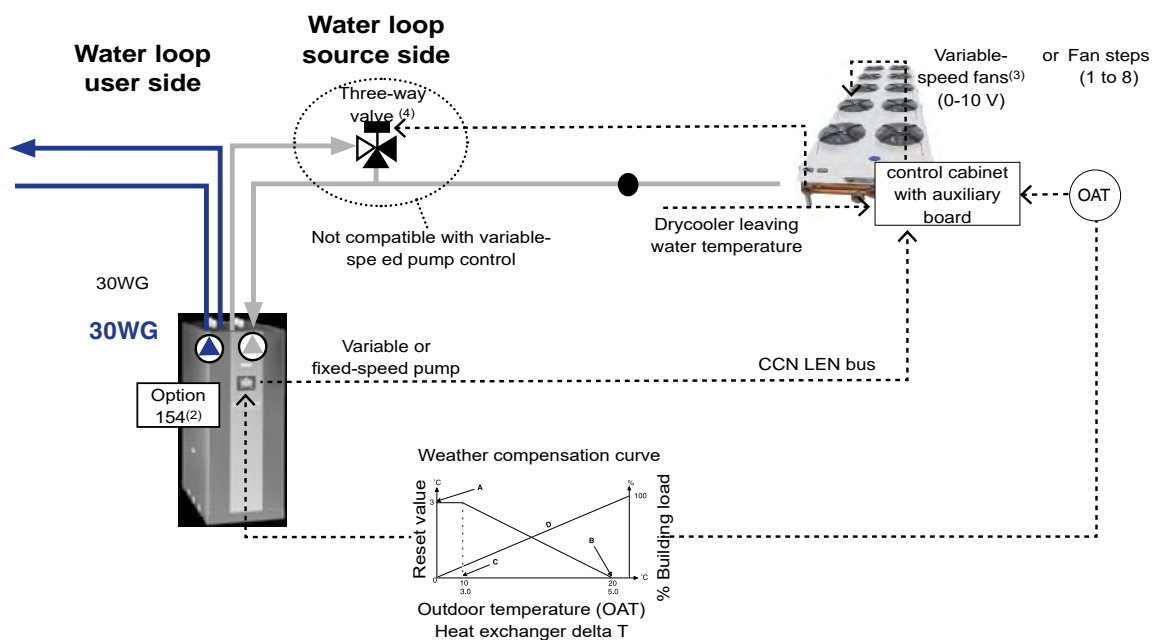 Water loop
user side
Water loop
source side
Three-way
valve (4)
Variable-
speed fans(3)
(0-10 V)
or Fan steps
(1 to 8)
control cabinet
with auxiliary
board
OAT
Drycooler leaving
water temperature
Not compatible with variable-
spe ed pump control
30WG
30WG
Variable or
fixed-speed pump
CCN LEN bus
Option
154(2)
Weather compensation curve
°C
%
A
3
100
D
B
C
0
10
20
°C
3.0
5.0
Reset value
% Building load
Outdoor temperature (OAT)
Heat exchanger delta T